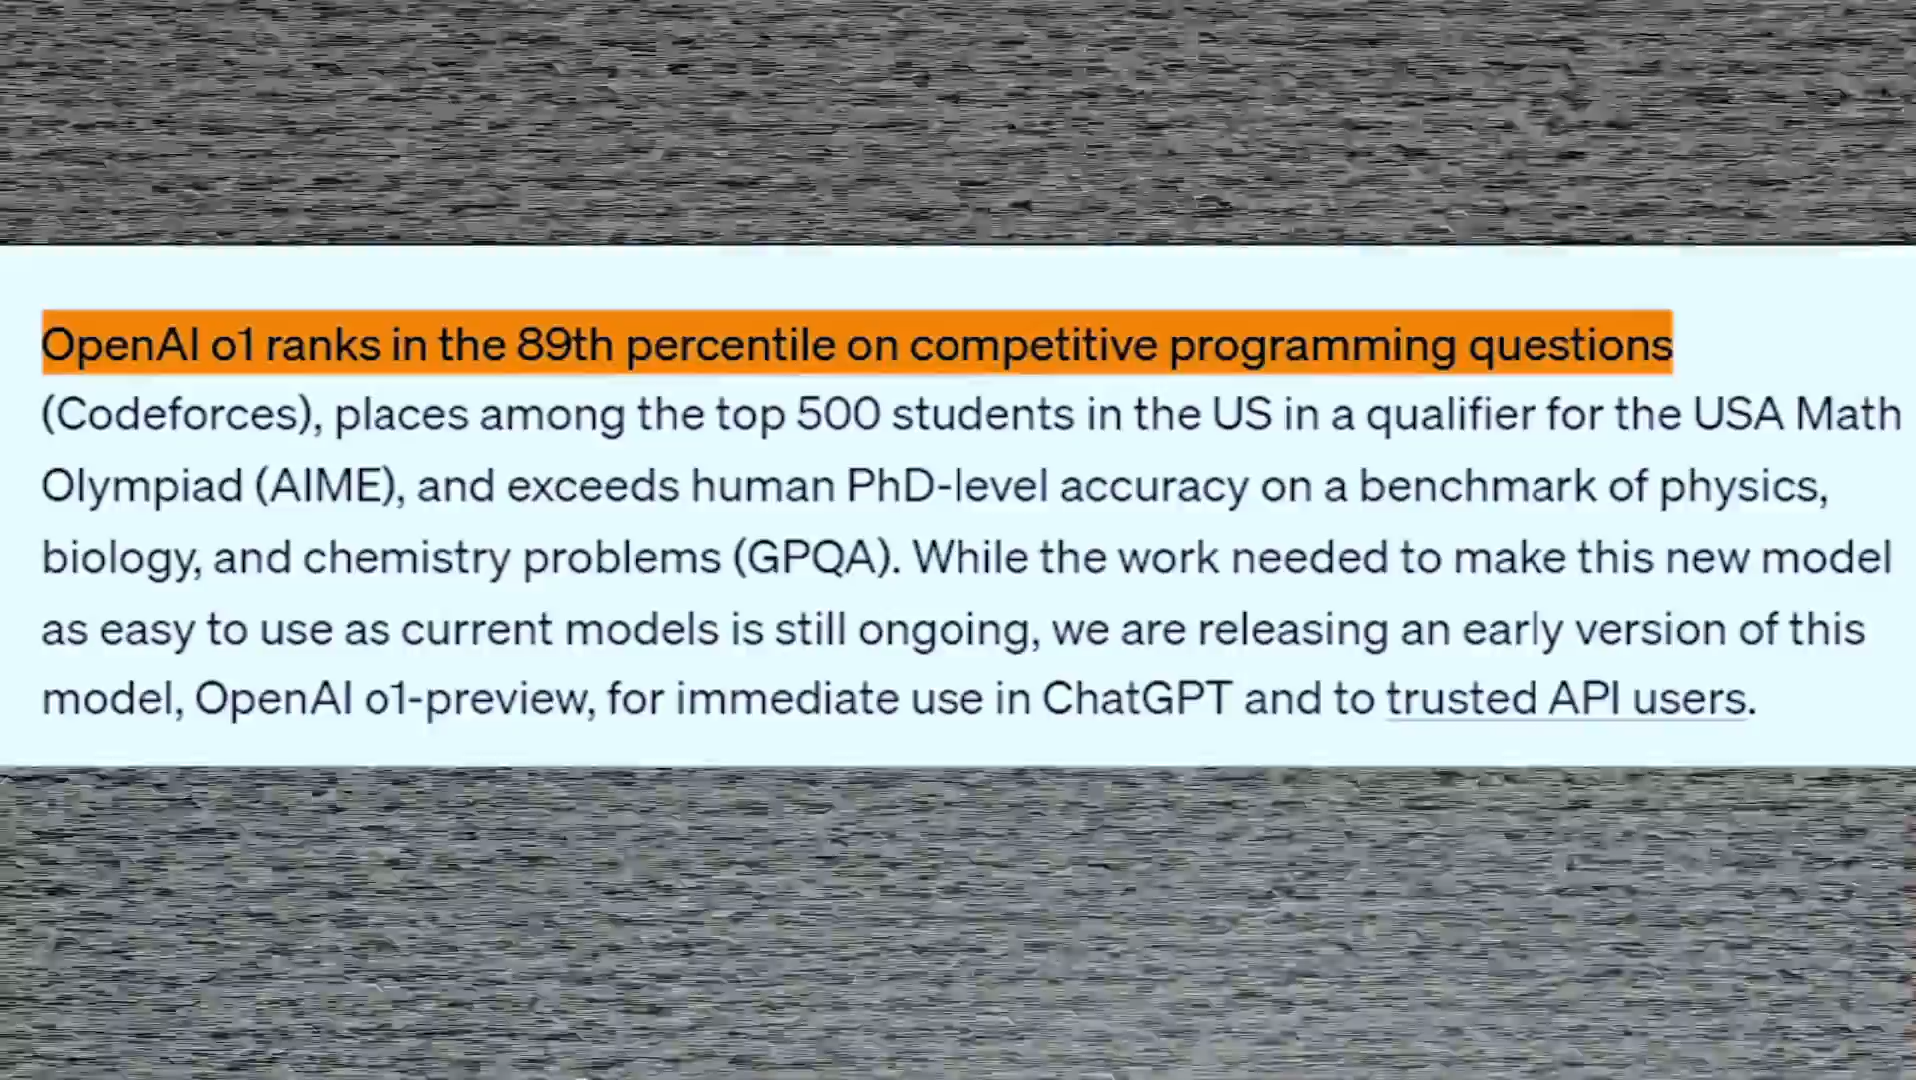 OpenAI o1 ranks in the 89th percentile on competitive programming questions
(Codeforces), places among the top 500 students in the US in a qualifier for the USA Math
Olympiad (AIME), and exceeds human PhD-level accuracy on a benchmark of physics,
biology, and chemistry problems (GPQA). While the work needed to make this new model
as easy to use as current models is still ongoing, we are releasing an early version of this
model, OpenAI o1-preview, for immediate use in ChatGPT and to trusted API users.